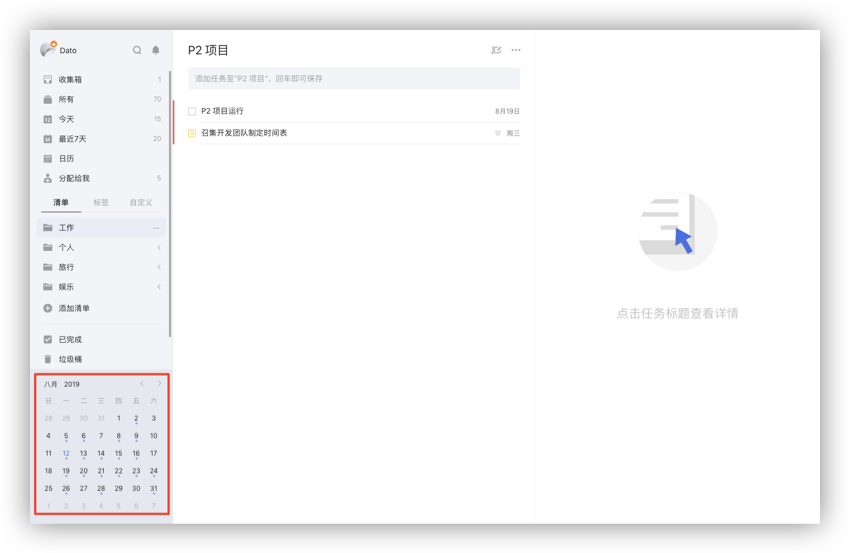 Dato
收集箱 1
所有 70
今天 15
最近7天 20
日历
分配给我 5
清单 标签 自定义
工作
个人
旅行
娱乐
添加清单
已完成
垃圾桶
八月 2019
日 一 二 三 四 五 六
28 29 30 31 1 2 3
4 5 6 7 8 9 10
11 12 13 14 15 16 17
18 19 20 21 22 23 24
25 26 27 28 29 30 31
1 2 3 4 5 6 7
P2 项目
添加任务至"P2 项目"，回车即可保存
P2 项目运行 8月19日
召集开发团队制定时间表 周三
点击任务标题查看详情